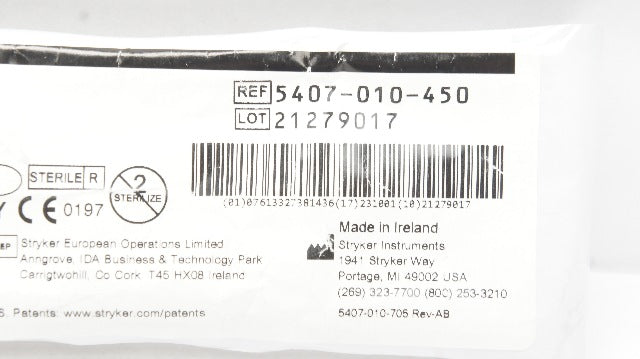 REF 5407-010-450
LOT 21279017
(01)07613327381436(17)231001(10)21279017
STERILE R
2
STERILIZE
CE 0197
EP Stryker European Operations Limited
Anngrove, IDA Business & Technology Park
Carrigtwohill, Co Cork T45 HX08 Ireland
Made in Ireland
Stryker Instruments
1941 Stryker Way
Portage, MI 49002 USA
(269) 323-7700 (800) 253-3210
S. Patents: www.stryker.com/patents
5407-010-705 Rev-AB